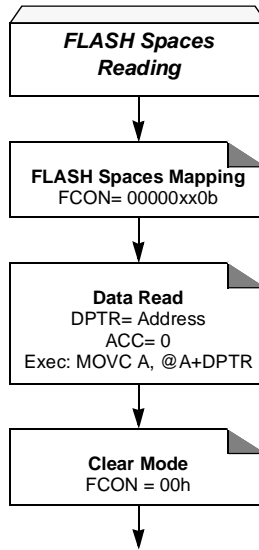 FLASH Spaces
Reading
FLASH Spaces Mapping
FCON= 00000xx0b
Data Read
DPTR= Address
ACC= 0
Exec: MOVC A, @A+DPTR
Clear Mode
FCON = 00h